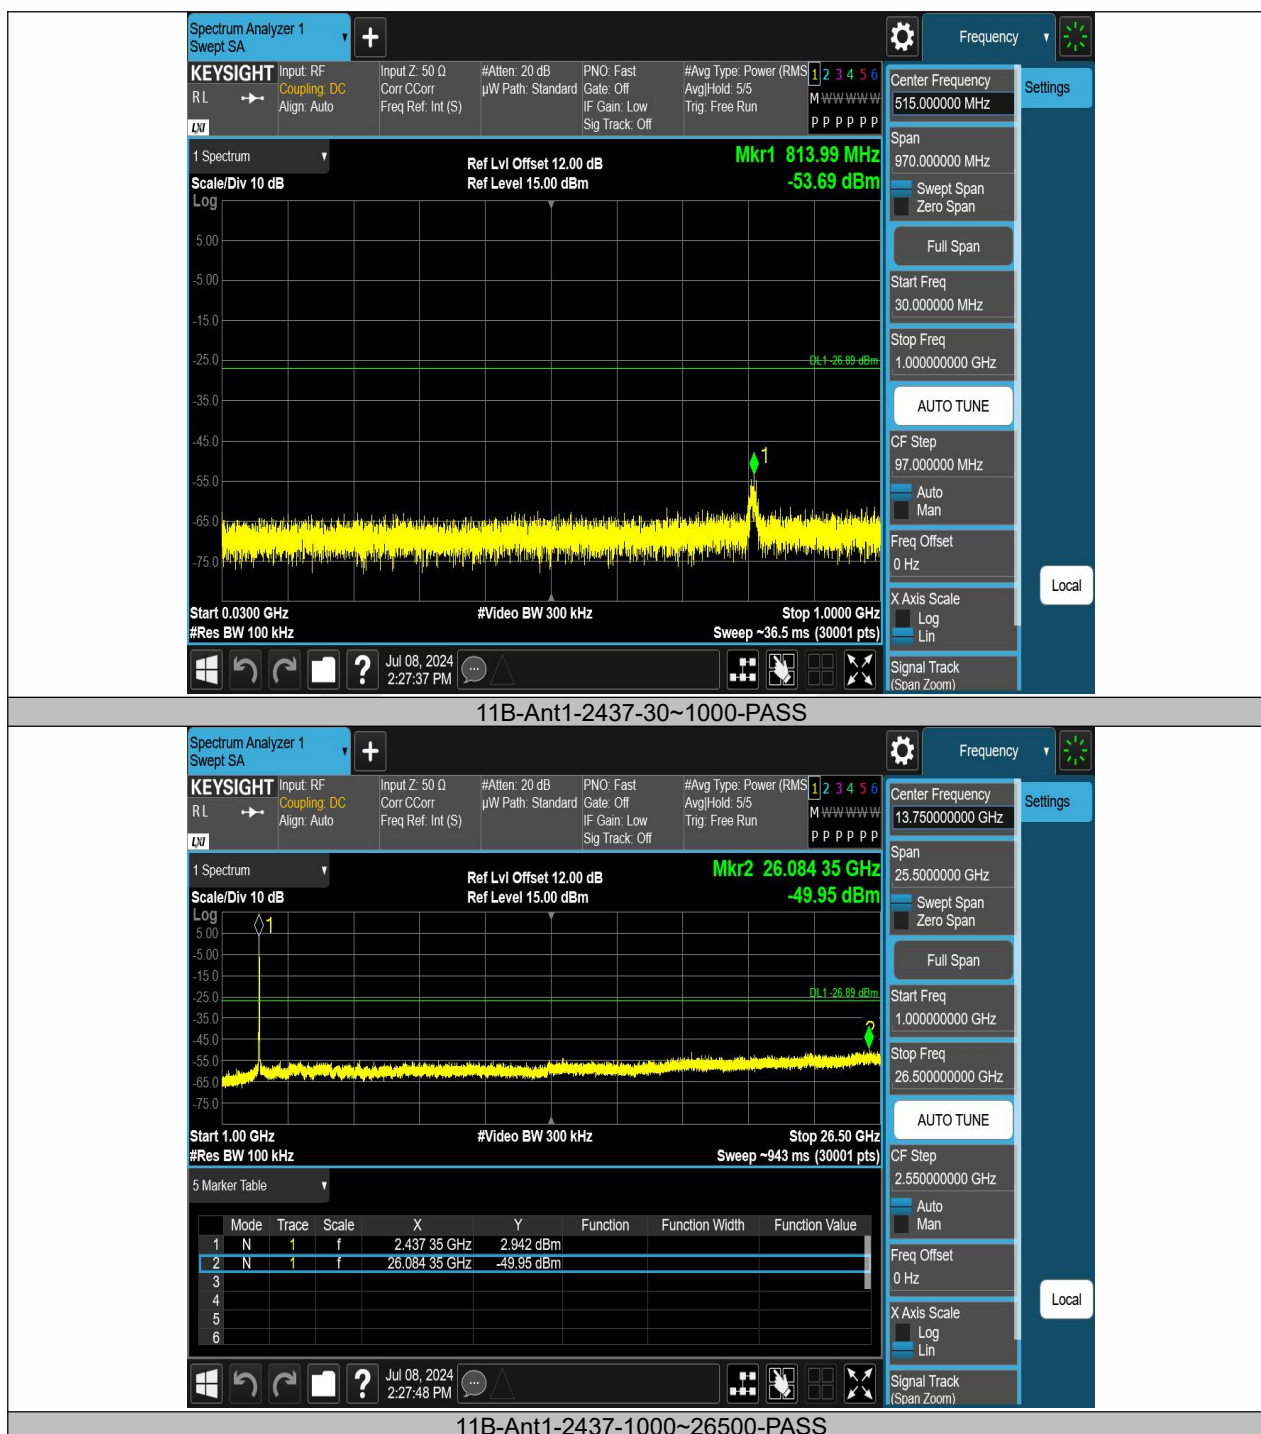 Spectrum Analyzer 1
Swept SA
Frequency
KEYSIGHT
Input: RF
Coupling: DC
Align: Auto
Input Z: 50 Ω
Corr CCorr
Freq Ref: Int (S)
#Atten: 20 dB
µW Path: Standard
PNO: Fast
Gate: Off
IF Gain: Low
Sig Track: Off
#Avg Type: Power (RMS
Avg|Hold: 5/5
Trig: Free Run
1 2 3 4 5 6
M W W W W W
P P P P P P
R L
LXI
1 Spectrum
Scale/Div 10 dB
Log
Ref Lvl Offset 12.00 dB
Ref Level 15.00 dBm
Mkr1 813.99 MHz
-53.69 dBm
5.00
-5.00
-15.0
-25.0
-35.0
-45.0
-55.0
-65.0
-75.0
DL1 -26.89 dBm
1
Start 0.0300 GHz
#Res BW 100 kHz
#Video BW 300 kHz
Stop 1.0000 GHz
Sweep ~36.5 ms (30001 pts)
Jul 08, 2024
2:27:37 PM
Center Frequency
515.000000 MHz
Span
970.000000 MHz
Swept Span
Zero Span
Full Span
Start Freq
30.000000 MHz
Stop Freq
1.000000000 GHz
AUTO TUNE
CF Step
97.000000 MHz
Auto
Man
Freq Offset
0 Hz
X Axis Scale
Log
Lin
Signal Track
(Span Zoom)
Settings
Local
11B-Ant1-2437-30~1000-PASS
Spectrum Analyzer 1
Swept SA
Frequency
KEYSIGHT
Input: RF
Coupling: DC
Align: Auto
Input Z: 50 Ω
Corr CCorr
Freq Ref: Int (S)
#Atten: 20 dB
µW Path: Standard
PNO: Fast
Gate: Off
IF Gain: Low
Sig Track: Off
#Avg Type: Power (RMS
Avg|Hold: 5/5
Trig: Free Run
1 2 3 4 5 6
M W W W W W
P P P P P P
R L
LXI
1 Spectrum
Scale/Div 10 dB
Log
Ref Lvl Offset 12.00 dB
Ref Level 15.00 dBm
Mkr2 26.084 35 GHz
-49.95 dBm
5.00
-5.00
-15.0
-25.0
-35.0
-45.0
-55.0
-65.0
-75.0
1
DL1 -26.89 dBm
2
Start 1.00 GHz
#Res BW 100 kHz
#Video BW 300 kHz
Stop 26.50 GHz
Sweep ~943 ms (30001 pts)
5 Marker Table
Mode Trace Scale X Y Function Function Width Function Value
1 N 1 f 2.437 35 GHz 2.942 dBm
2 N 1 f 26.084 35 GHz -49.95 dBm
3
4
5
6
Jul 08, 2024
2:27:48 PM
Center Frequency
13.750000000 GHz
Span
25.5000000 GHz
Swept Span
Zero Span
Full Span
Start Freq
1.000000000 GHz
Stop Freq
26.500000000 GHz
AUTO TUNE
CF Step
2.550000000 GHz
Auto
Man
Freq Offset
0 Hz
X Axis Scale
Log
Lin
Signal Track
(Span Zoom)
Settings
Local
11B-Ant1-2437-1000~26500-PASS